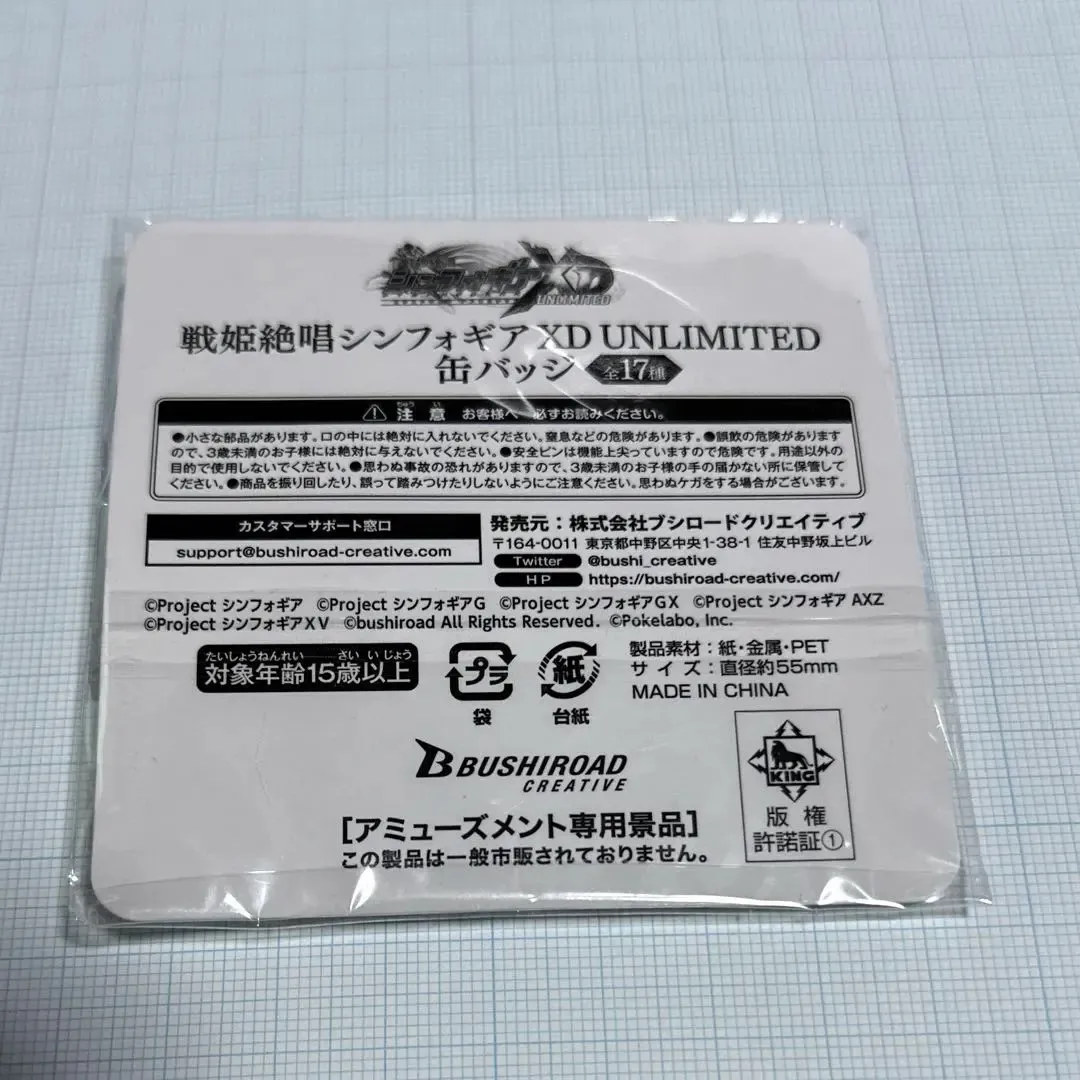 シンフォギアXD
UNLIMITED
戦姫絶唱シンフォギア XD UNLIMITED
缶バッジ 全17種
注意 お客様へ 必ずお読みください。
ちゅう い
●小さな部品があります。口の中には絶対に入れないでください。窒息などの危険があります。●誤飲の危険があります
ので、3歳未満のお子様には絶対に与えないでください。●安全ピンは機能上尖っていますので危険です。用途以外の
目的で使用しないでください。●思わぬ事故の恐れがありますので、3歳未満のお子様の手の届かない所に保管して
ください。●商品を振り回したり、誤って踏みつけたりしないようにご注意ください。思わぬケガをする場合がございます。
カスタマーサポート窓口
support@bushiroad-creative.com
発売元：株式会社ブシロードクリエイティブ
〒164-0011 東京都中野区中央1-38-1 住友中野坂上ビル
Twitter @bushi_creative
HP https://bushiroad-creative.com/
©Project シンフォギア ©Project シンフォギアG ©Project シンフォギアGX ©Project シンフォギア AXZ
©Project シンフォギアXV ©bushiroad All Rights Reserved. ©Pokelabo, Inc.
たいしょうねんれい さい いじょう
対象年齢15歳以上
プラ
袋
紙
台紙
製品素材：紙・金属・PET
サイズ：直径約55mm
MADE IN CHINA
BUSHIROAD
CREATIVE
KING
版権
許諾証①
[アミューズメント専用景品]
この製品は一般市販されておりません。